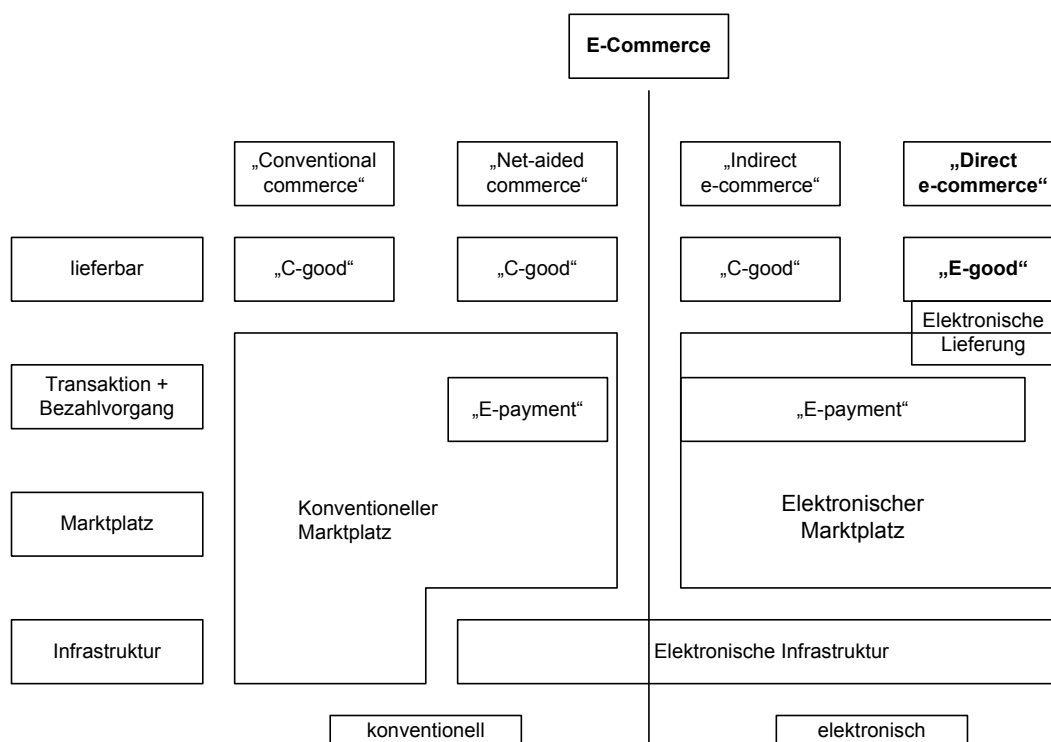 E-Commerce
„Conventional
commerce“
„Net-aided
commerce“
„Indirect
e-commerce“
„Direct
e-commerce“
lieferbar
„C-good“
„C-good“
„C-good“
„E-good“
Elektronische
Lieferung
Transaktion +
Bezahlvorgang
„E-payment“
„E-payment“
Marktplatz
Konventioneller
Marktplatz
Elektronischer
Marktplatz
Infrastruktur
Elektronische Infrastruktur
konventionell
elektronisch